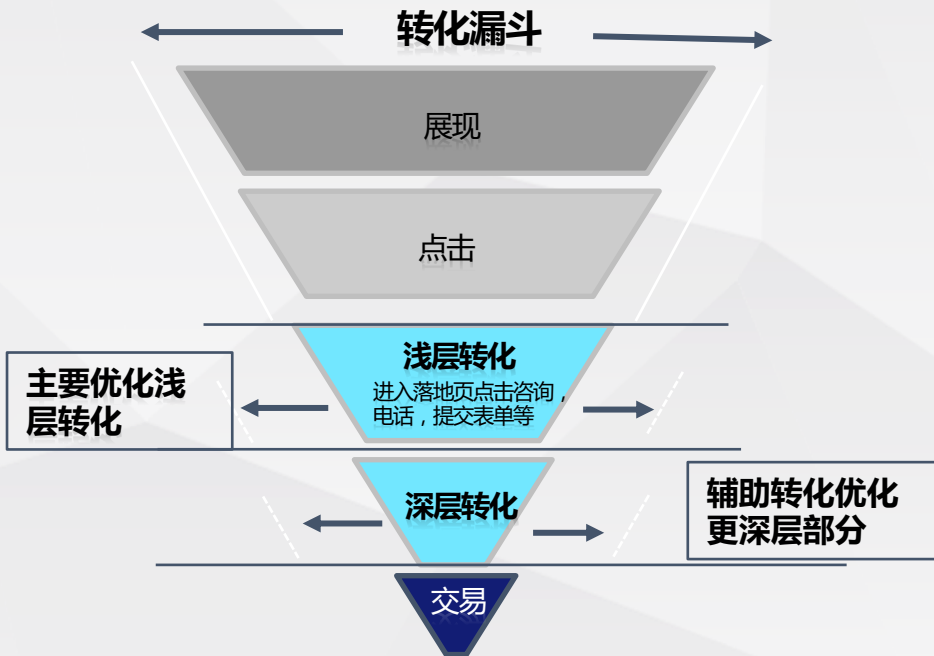 转化漏斗
展现
点击
浅层转化
进入落地页点击咨询，
电话，提交表单等
主要优化浅
层转化
深层转化
辅助转化优化
更深层部分
交易